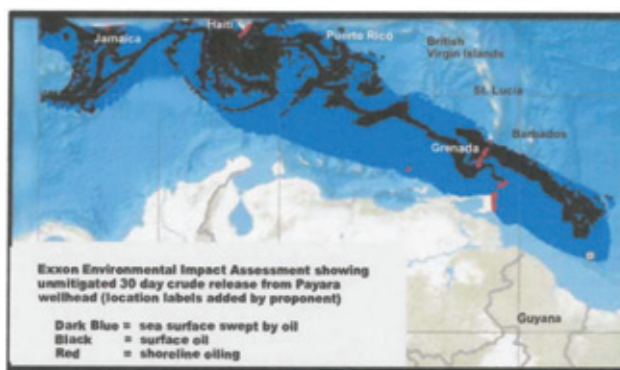 Haiti
Jamaica
Puerto Rico
British
Virgin Islands
St. Lucia
Barbados
Grenada
Exxon Environmental Impact Assessment showing
unmitigated 30 day crude release from Payara
wellhead (location labels added by proponent)
Dark Blue = sea surface swept by oil
Black = surface oil
Red = shoreline oiling
Guyana